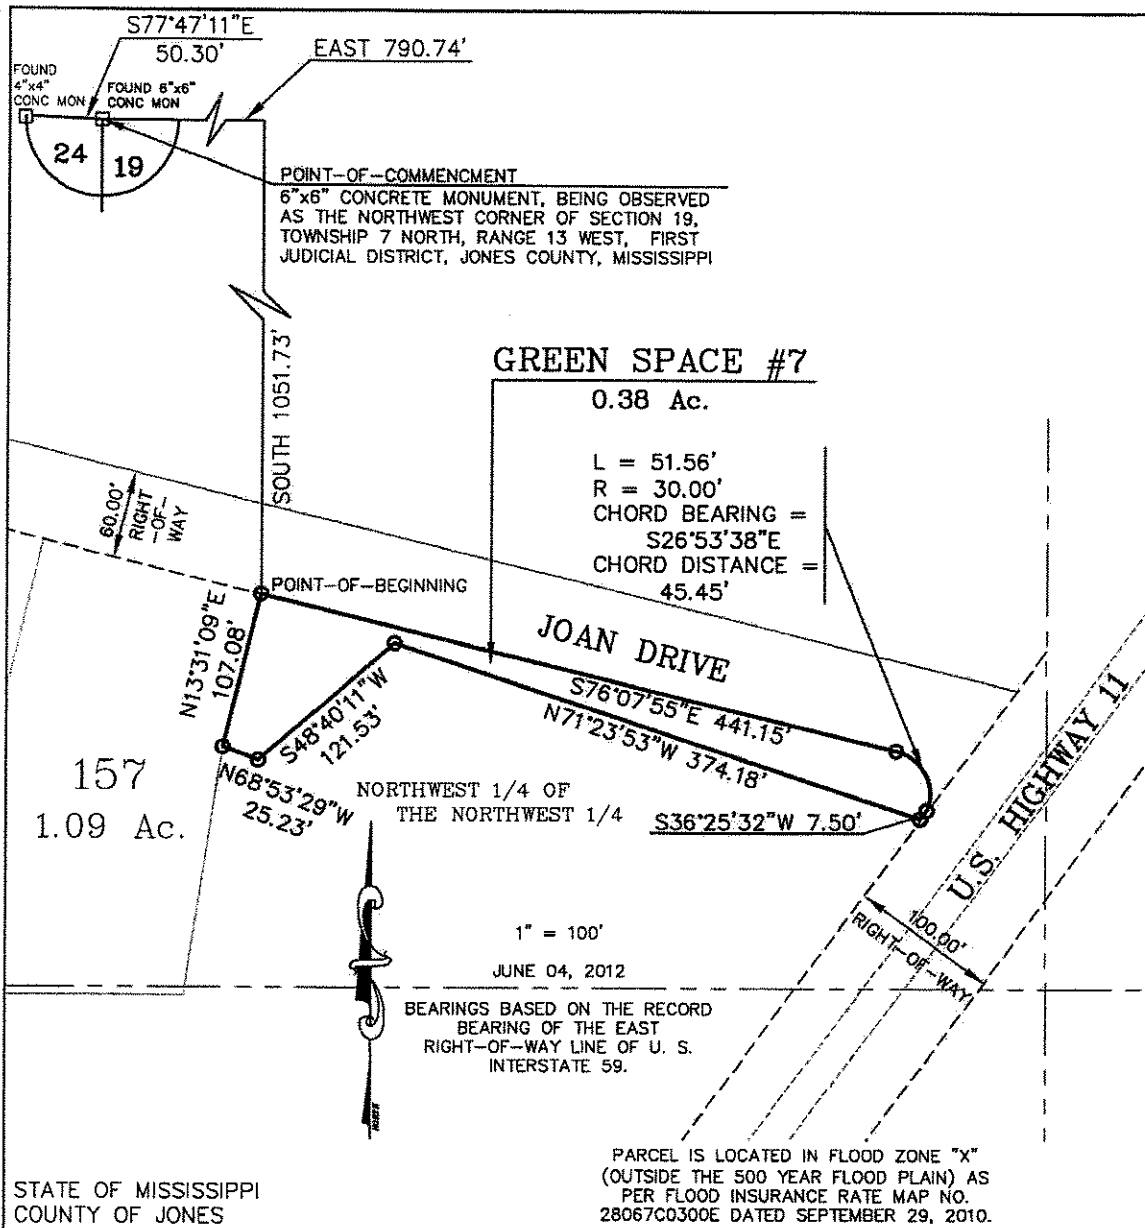 S77°47'11"E
50.30'
EAST 790.74'
FOUND
4"x4"
CONC MON
FOUND 6"x6"
CONC MON
24
19
POINT-OF-COMMENCMENT
6"x6" CONCRETE MONUMENT, BEING OBSERVED
AS THE NORTHWEST CORNER OF SECTION 19,
TOWNSHIP 7 NORTH, RANGE 13 WEST, FIRST
JUDICIAL DISTRICT, JONES COUNTY, MISSISSIPPI
SOUTH 1051.73'
GREEN SPACE #7
0.38 Ac.
L = 51.56'
R = 30.00'
CHORD BEARING =
S26°53'38"E
CHORD DISTANCE =
45.45'
60.00'
RIGHT
-OF-
WAY
POINT-OF-BEGINNING
JOAN DRIVE
N13°31'09"E
107.08'
S76°07'55"E 441.15'
N71°23'53"W 374.18'
S48°40'11"W
121.53'
N68°53'29"W
25.23'
157
1.09 Ac.
NORTHWEST 1/4 OF
THE NORTHWEST 1/4
S36°25'32"W 7.50'
U.S. HIGHWAY 11
100.00'
RIGHT-OF-WAY
1" = 100'
JUNE 04, 2012
BEARINGS BASED ON THE RECORD
BEARING OF THE EAST
RIGHT-OF-WAY LINE OF U. S.
INTERSTATE 59.
PARCEL IS LOCATED IN FLOOD ZONE "X"
(OUTSIDE THE 500 YEAR FLOOD PLAIN) AS
PER FLOOD INSURANCE RATE MAP NO.
28067C0300E DATED SEPTEMBER 29, 2010.
STATE OF MISSISSIPPI
COUNTY OF JONES